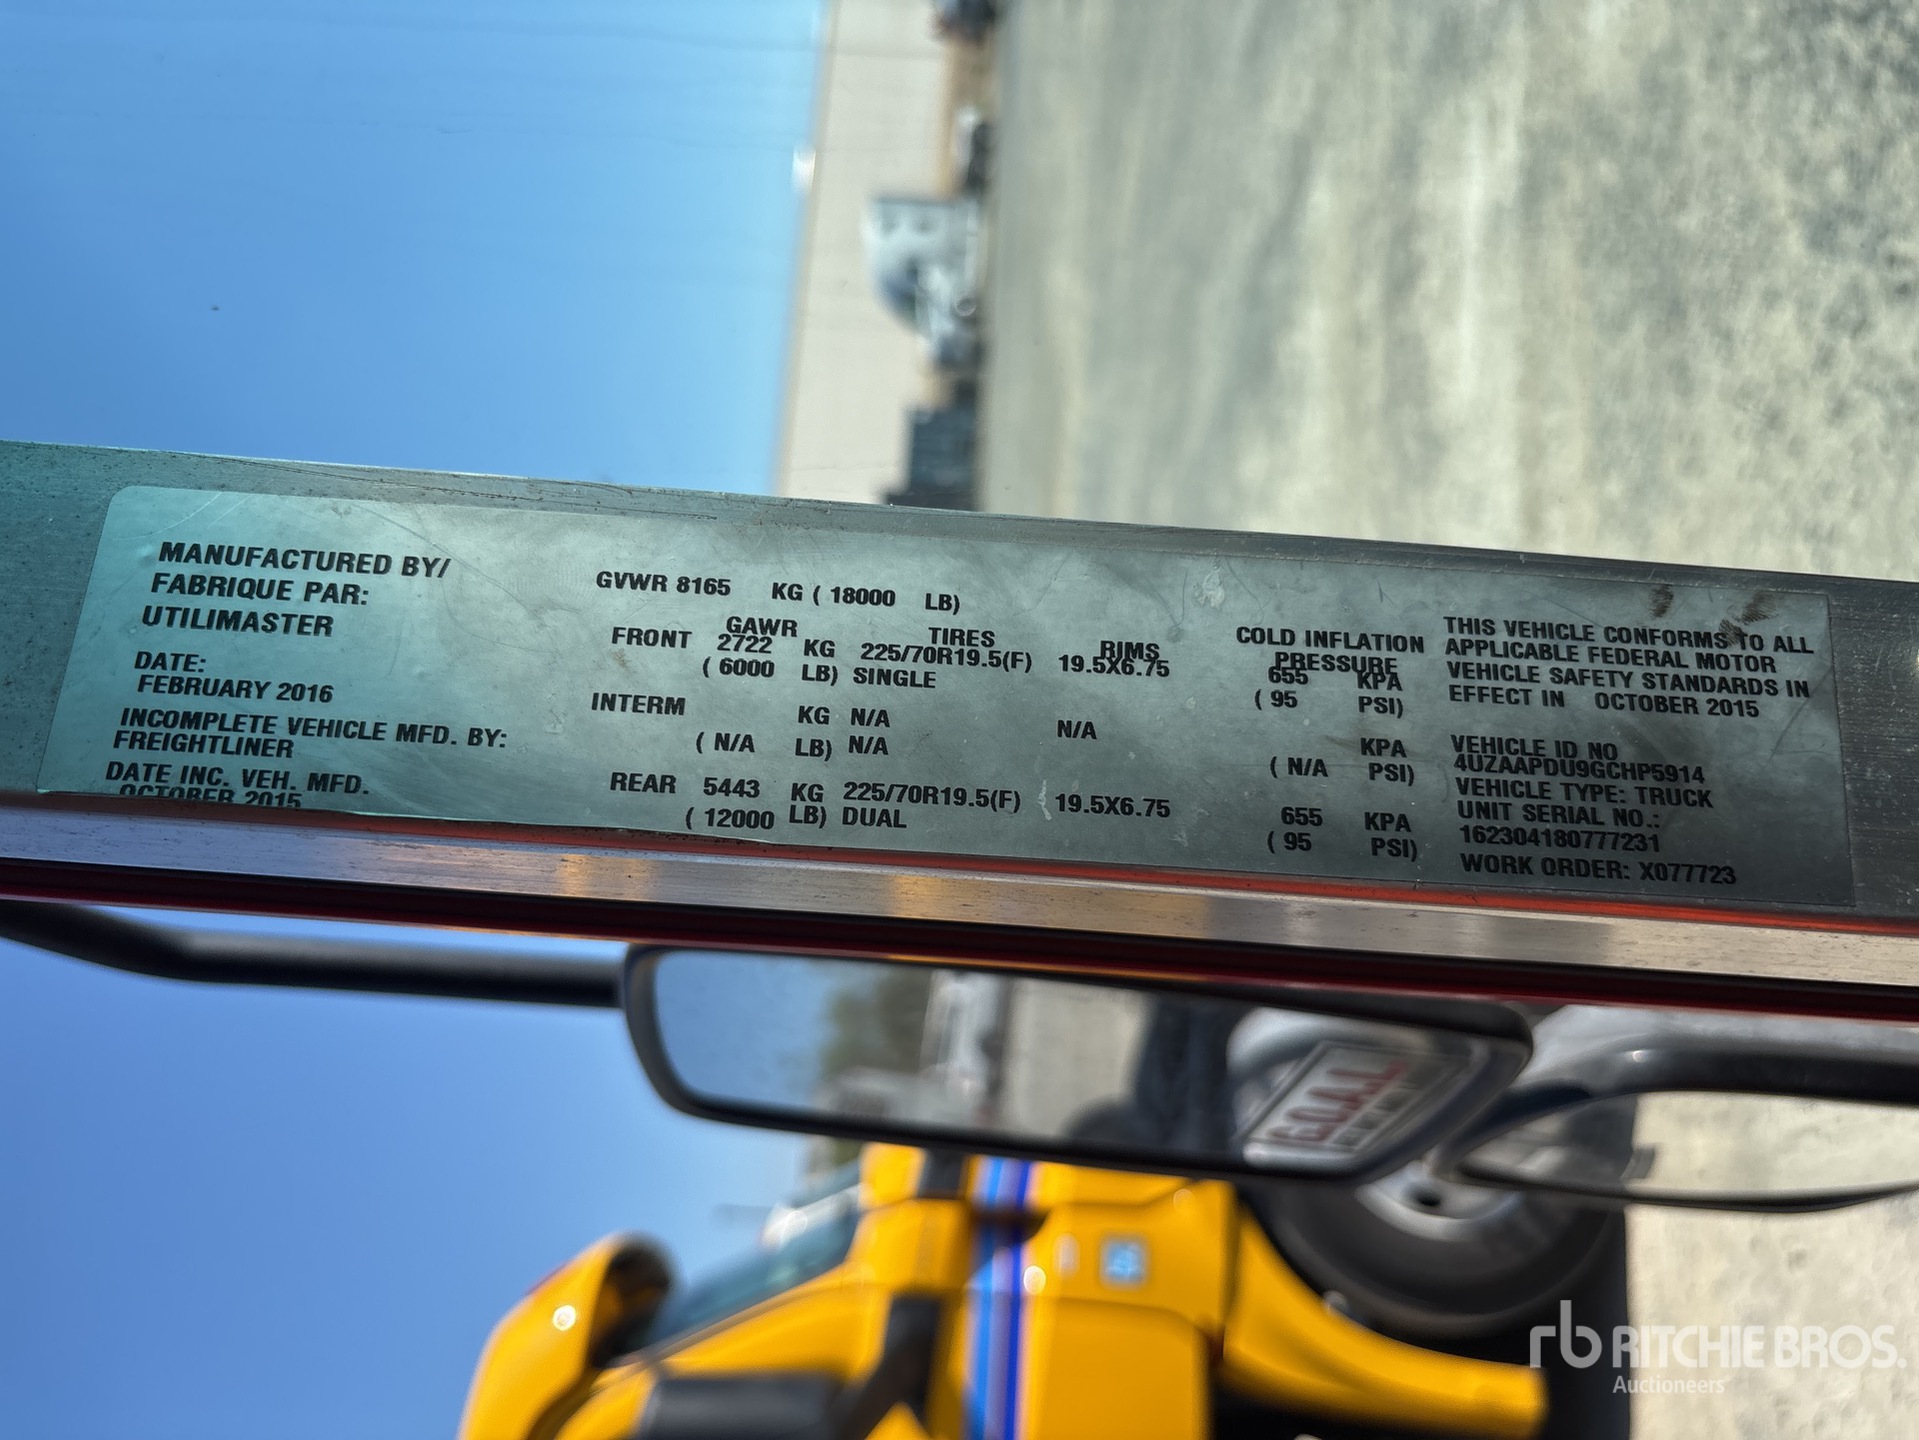 MANUFACTURED BY/
FABRIQUE PAR:
UTILIMASTER
DATE:
FEBRUARY 2016
INCOMPLETE VEHICLE MFD. BY:
FREIGHTLINER
DATE INC. VEH. MFD.
OCTOBER 2015
GVWR 8165 KG ( 18000 LB)
GAWR TIRES RIMS COLD INFLATION PRESSURE
FRONT 2722 KG 225/70R19.5(F) 19.5X6.75 655 KPA
( 6000 LB) SINGLE ( 95 PSI)
INTERM KG N/A N/A KPA
( N/A LB) N/A ( N/A PSI)
REAR 5443 KG 225/70R19.5(F) 19.5X6.75 655 KPA
( 12000 LB) DUAL ( 95 PSI)
THIS VEHICLE CONFORMS TO ALL
APPLICABLE FEDERAL MOTOR
VEHICLE SAFETY STANDARDS IN
EFFECT IN OCTOBER 2015
VEHICLE ID NO
4UZAAPDU9GCHP5914
VEHICLE TYPE: TRUCK
UNIT SERIAL NO.:
162304180777231
WORK ORDER: X077723
G.O.A.L.
rb RITCHIE BROS.
Auctioneers